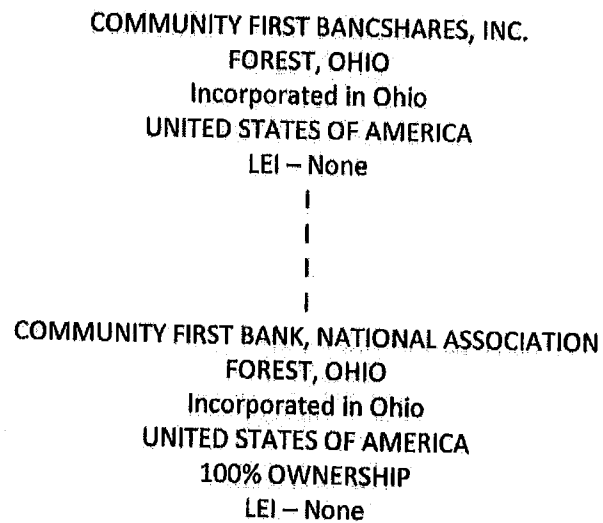 COMMUNITY FIRST BANCSHARES, INC.
FOREST, OHIO
Incorporated in Ohio
UNITED STATES OF AMERICA
LEI – None
COMMUNITY FIRST BANK, NATIONAL ASSOCIATION
FOREST, OHIO
Incorporated in Ohio
UNITED STATES OF AMERICA
100% OWNERSHIP
LEI – None